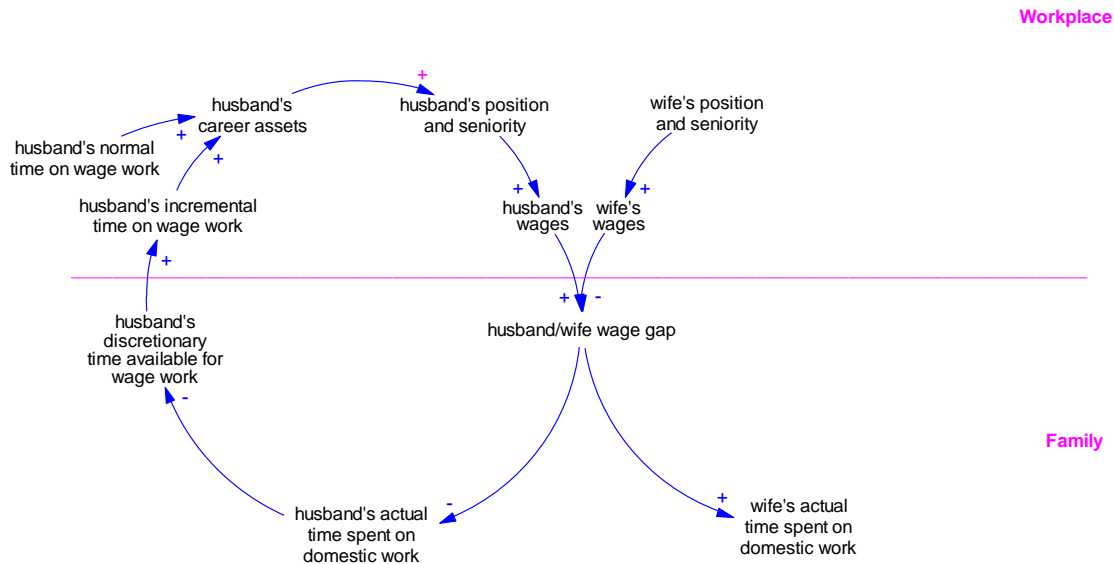 Workplace
husband's
career assets
+
husband's position
and seniority
wife's position
and seniority
husband's normal
time on wage work
+
+
husband's incremental
time on wage work
+
husband's
wages
+
wife's
wages
+
+
-
husband/wife wage gap
husband's
discretionary
time available for
wage work
-
Family
-
husband's actual
time spent on
domestic work
+
wife's actual
time spent on
domestic work